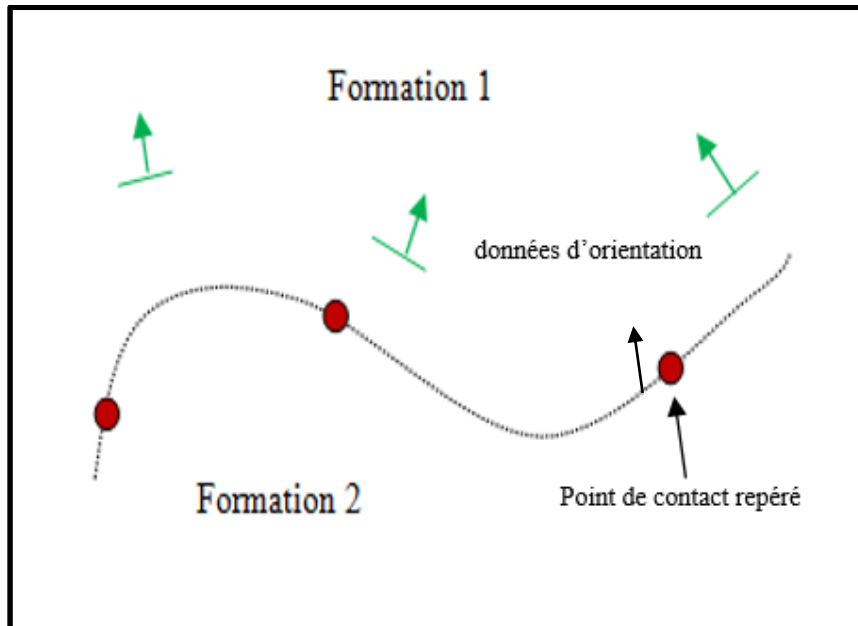 Formation 1
données d’orientation
Formation 2
Point de contact repéré